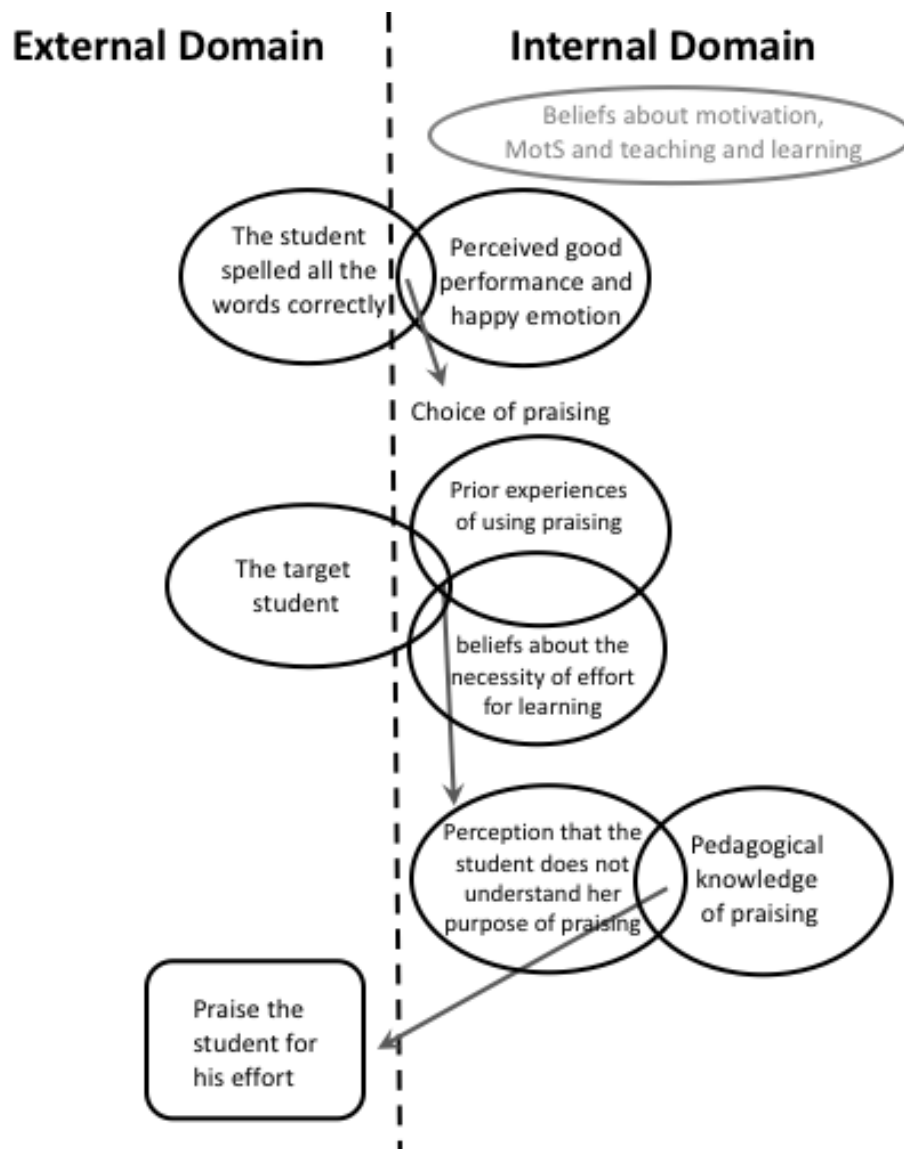 External Domain
Internal Domain
Beliefs about motivation,
MotS and teaching and learning
The student
spelled all the
words correctly
Perceived good
performance and
happy emotion
Choice of praising
Prior experiences
of using praising
The target
student
beliefs about the
necessity of effort
for learning
Perception that the
student does not
understand her
purpose of praising
Pedagogical
knowledge
of praising
Praise the
student for
his effort